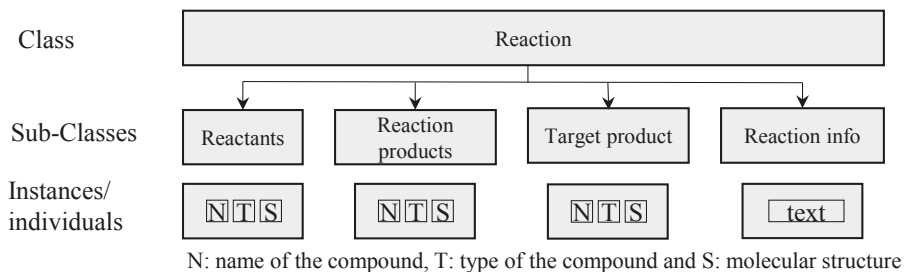 Class
Reaction
Sub-Classes
Reactants
Reaction
products
Target product
Reaction info
Instances/
individuals
N T S
N T S
N T S
text
N: name of the compound, T: type of the compound and S: molecular structure